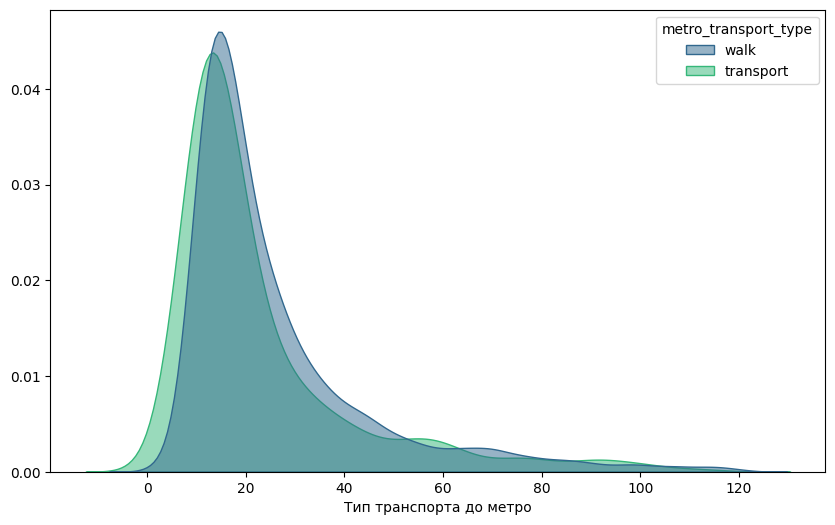 metro_transport_type
walk
transport
0.04
0.03
0.02
0.01
0.00
0 20 40 60 80 100 120
Тип транспорта до метро